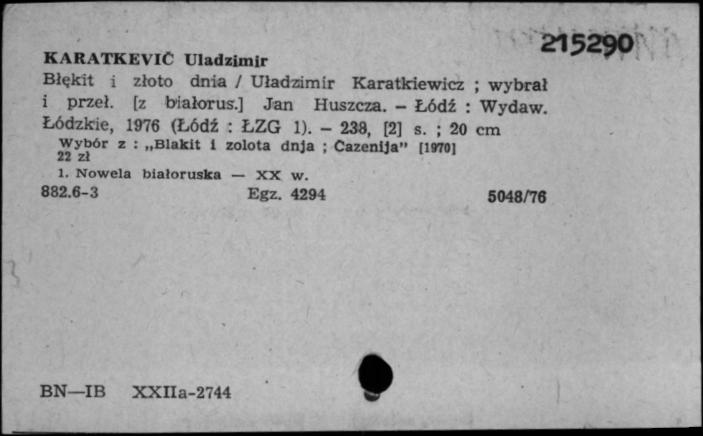 215290
KARATKEVIČ Uladzimir
Błękit i złoto dnia / Uładzimir Karatkiewicz ; wybrał
i przeł. [z białorus.] Jan Huszcza. — Łódź : Wydaw.
Łódzkie, 1976 (Łódź : ŁZG 1). — 238, [2] s. ; 20 cm
Wybór z : „Blakit i zolota dnja ; Čazenija” [1970]
22 zł
1. Nowela białoruska — XX w.
882.6-3 Egz. 4294 5048/76
BN—IB XXIIa-2744